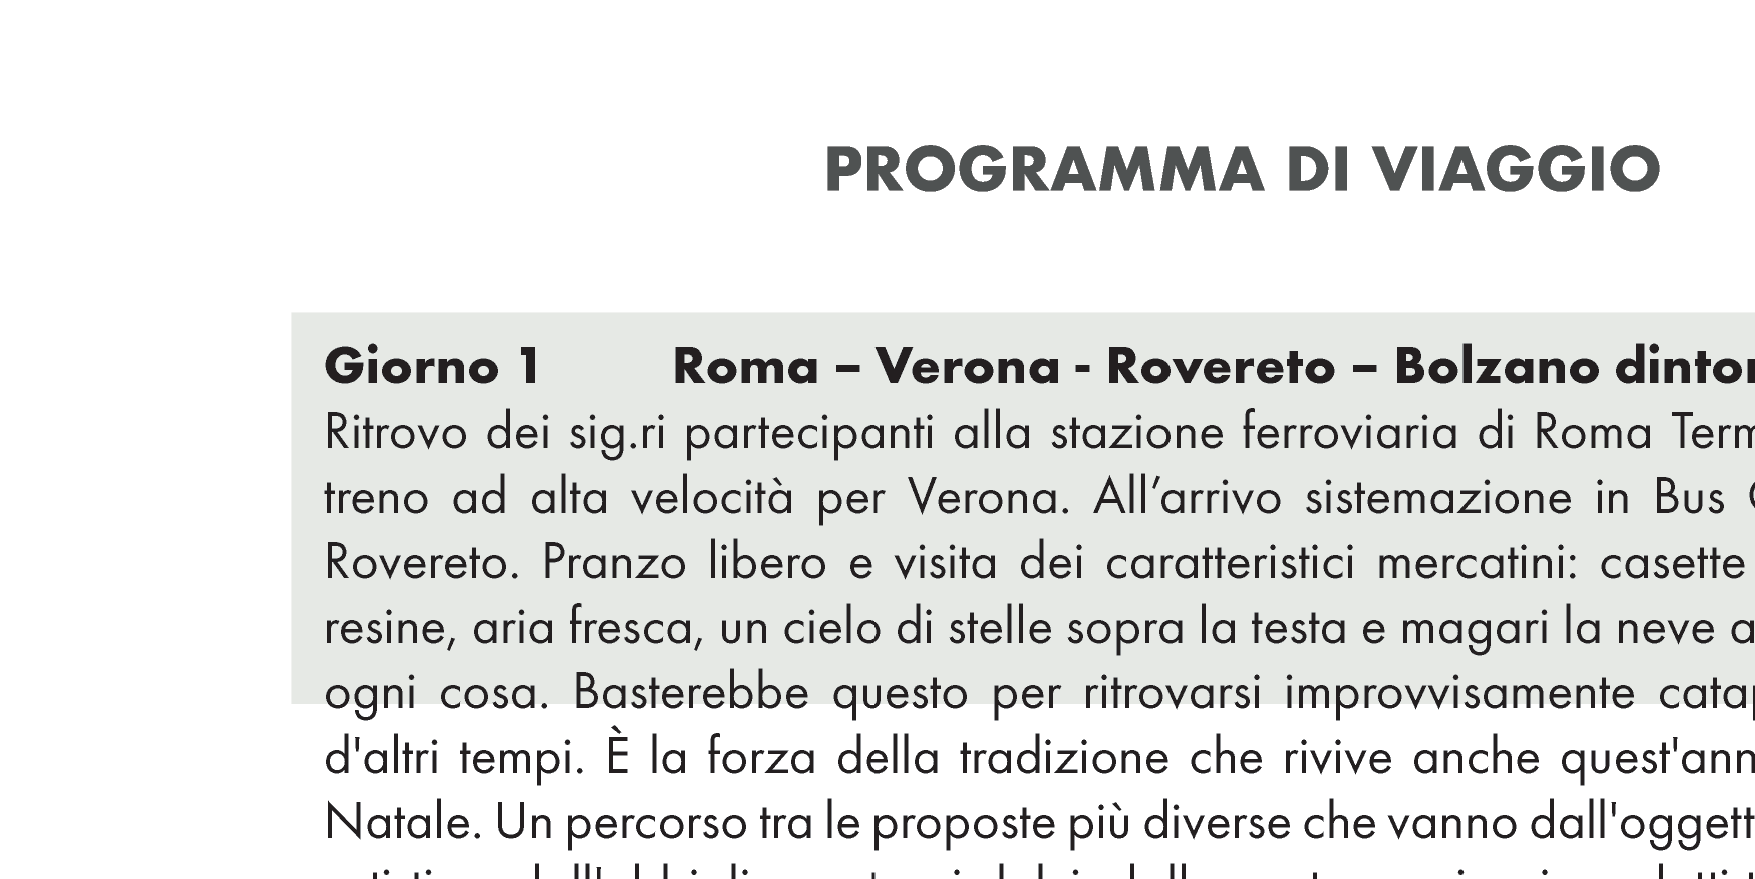 PROGRAMMA DI VIAGGIO
Giorno 1 Roma – Verona - Rovereto – Bolzano
Ritrovo dei sig.ri partecipanti alla stazione ferroviaria di Roma
treno ad alta velocità per Verona. All’arrivo sistemazione in Bus
Rovereto. Pranzo libero e visita dei caratteristici mercatini: casette
resine, aria fresca, un cielo di stelle sopra la testa e magari la neve
ogni cosa. Basterebbe questo per ritrovarsi improvvisamente
d'altri tempi. È la forza della tradizione che rivive anche
Natale. Un percorso tra le proposte più diverse che vanno